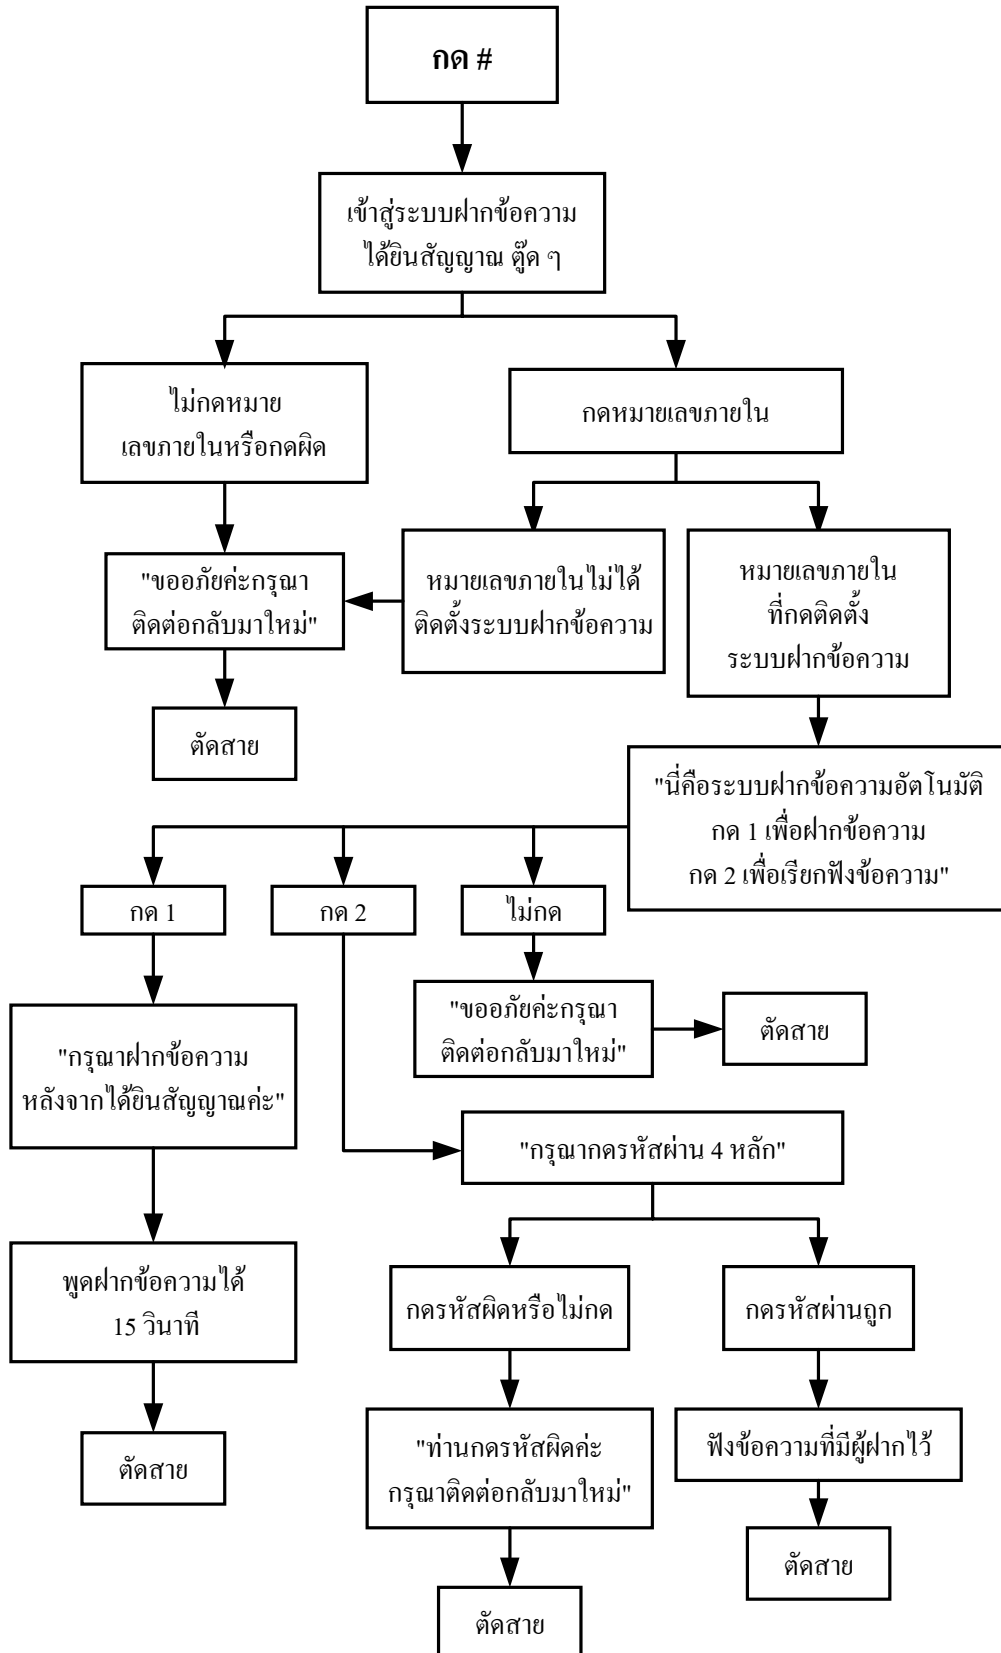 กด #
เข้าสู่ระบบฝากข้อความ
ได้ยินสัญญาณ ตู๊ด ๆ
ไม่กดหมาย
เลขภายในหรือกดผิด
กดหมายเลขภายใน
"ขออภัยค่ะกรุณา
ติดต่อกลับมาใหม่"
หมายเลขภายในไม่ได้
ติดตั้งระบบฝากข้อความ
หมายเลขภายใน
ที่กดติดตั้ง
ระบบฝากข้อความ
ตัดสาย
"นี่คือระบบฝากข้อความอัตโนมัติ
กด 1 เพื่อฝากข้อความ
กด 2 เพื่อเรียกฟังข้อความ"
กด 1
กด 2
ไม่กด
"ขออภัยค่ะกรุณา
ติดต่อกลับมาใหม่"
ตัดสาย
"กรุณาฝากข้อความ
หลังจากได้ยินสัญญาณค่ะ"
"กรุณากดรหัสผ่าน 4 หลัก"
พูดฝากข้อความได้
15 วินาที
กดรหัสผิดหรือไม่กด
กดรหัสผ่านถูก
ตัดสาย
"ท่านกดรหัสผิดค่ะ
กรุณาติดต่อกลับมาใหม่"
ฟังข้อความที่มีผู้ฝากไว้
ตัดสาย
ตัดสาย